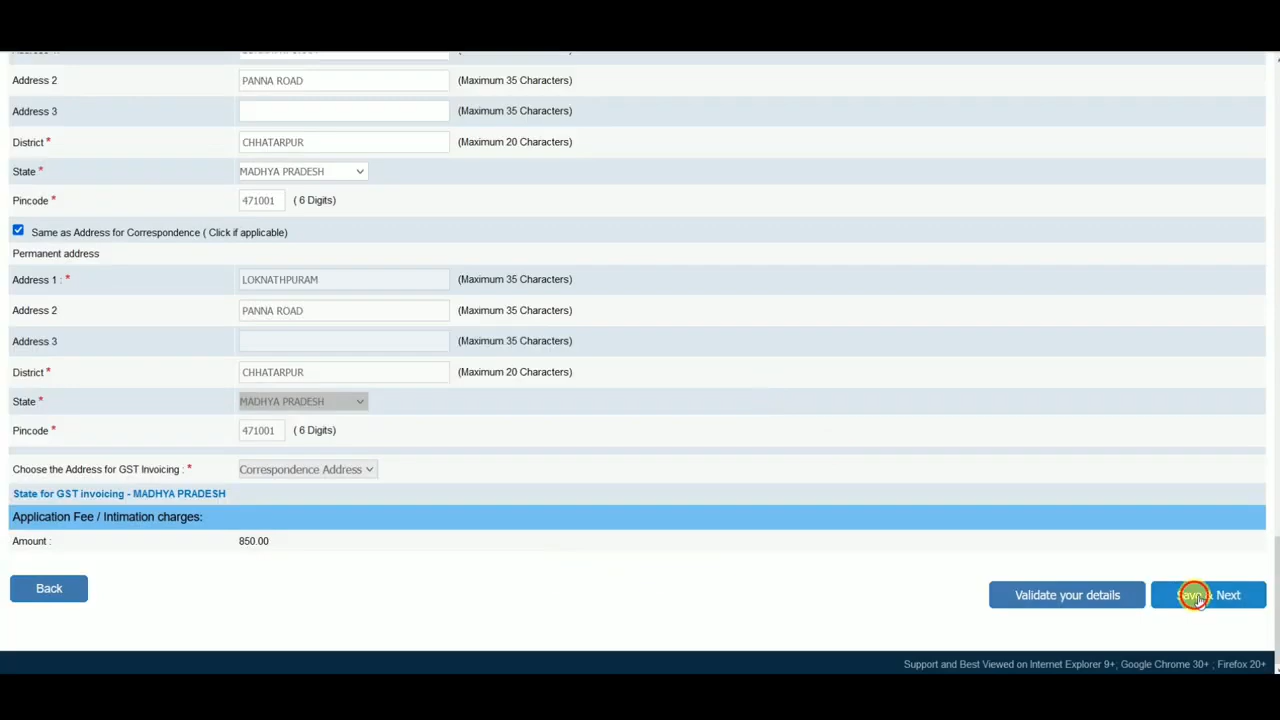 Address 2 PANNA ROAD (Maximum 35 Characters)
Address 3 (Maximum 35 Characters)
District * CHHATARPUR (Maximum 20 Characters)
State * MADHYA PRADESH
Pincode * 471001 ( 6 Digits)
Same as Address for Correspondence ( Click if applicable)
Permanent address
Address 1 : * LOKNATHPURAM (Maximum 35 Characters)
Address 2 PANNA ROAD (Maximum 35 Characters)
Address 3 (Maximum 35 Characters)
District * CHHATARPUR (Maximum 20 Characters)
State * MADHYA PRADESH
Pincode * 471001 ( 6 Digits)
Choose the Address for GST Invoicing : * Correspondence Address
State for GST invoicing - MADHYA PRADESH
Application Fee / Intimation charges:
Amount : 850.00
Back
Validate your details Save & Next
Support and Best Viewed on Internet Explorer 9+, Google Chrome 30+ , Firefox 20+